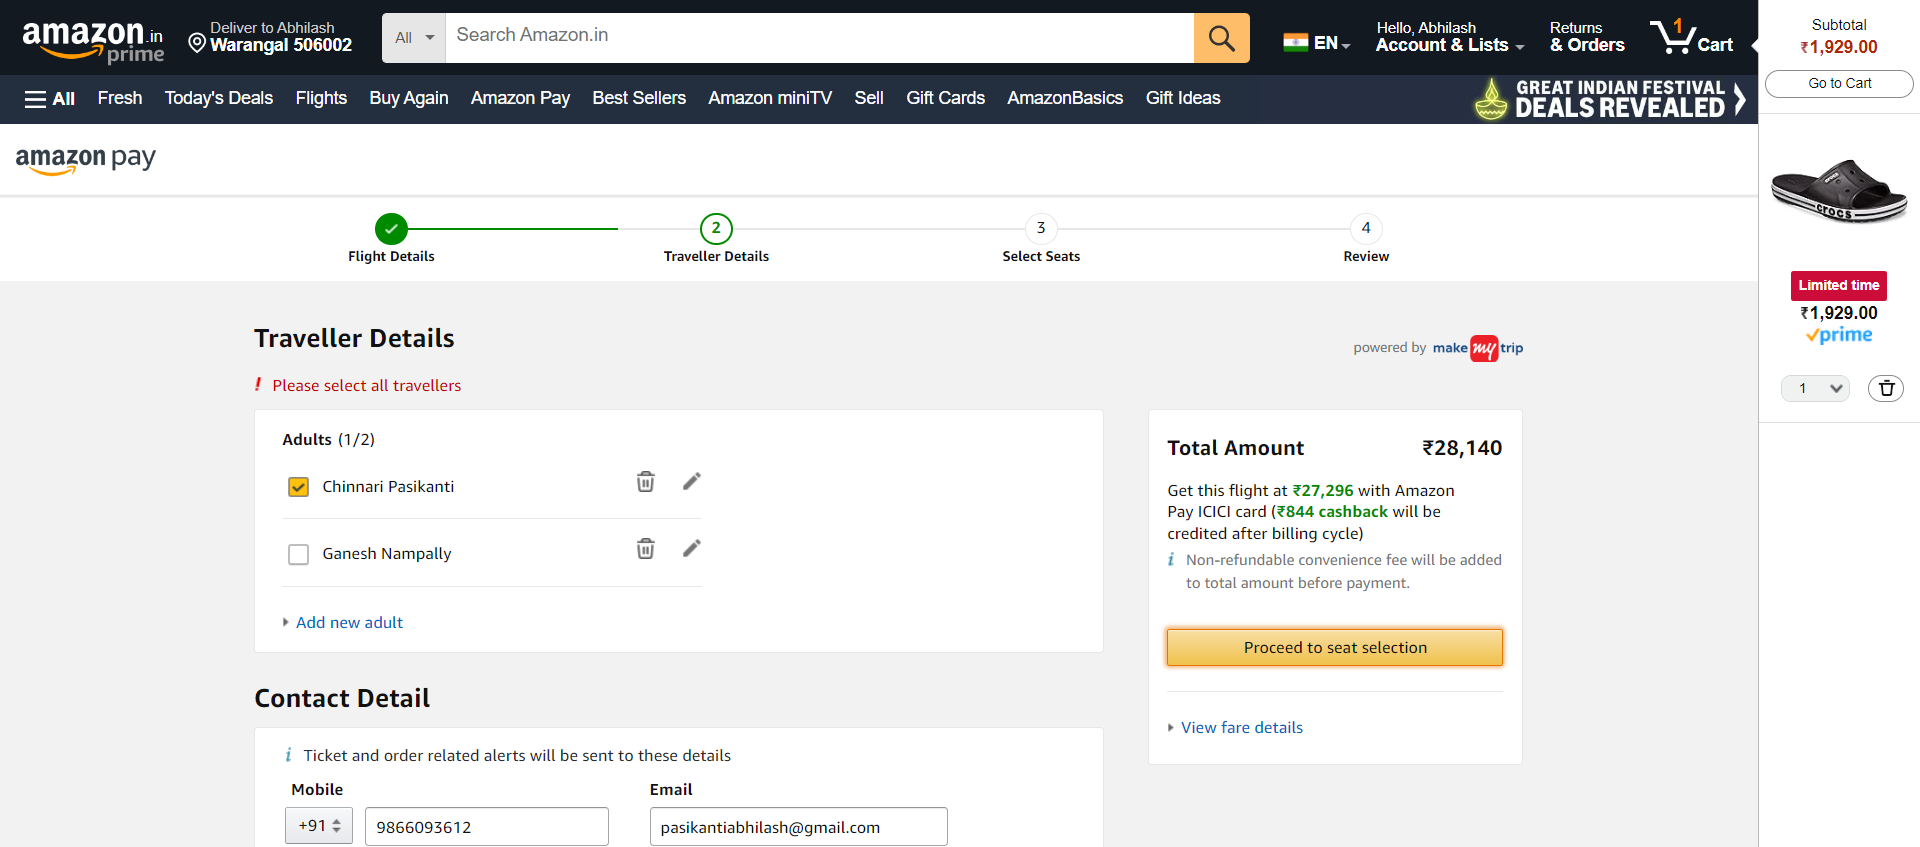 amazon.in
prime
Deliver to Abhilash
Warangal 506002
All
Search Amazon.in
EN
Hello, Abhilash
Account & Lists
Returns
& Orders
1
Cart
Subtotal
₹1,929.00
Go to Cart
All
Fresh
Today's Deals
Flights
Buy Again
Amazon Pay
Best Sellers
Amazon miniTV
Sell
Gift Cards
AmazonBasics
Gift Ideas
GREAT INDIAN FESTIVAL
DEALS REVEALED
amazon pay
crocs
Limited time
₹1,929.00
prime
1
2
3
4
Flight Details
Traveller Details
Select Seats
Review
Traveller Details
powered by make my trip
! Please select all travellers
Adults (1/2)
Chinnari Pasikanti
Ganesh Nampally
Add new adult
Total Amount ₹28,140
Get this flight at ₹27,296 with Amazon
Pay ICICI card (₹844 cashback will be
credited after billing cycle)
i Non-refundable convenience fee will be added
to total amount before payment.
Proceed to seat selection
View fare details
Contact Detail
i Ticket and order related alerts will be sent to these details
Mobile
Email
+91
9866093612
pasikantiabhilash@gmail.com